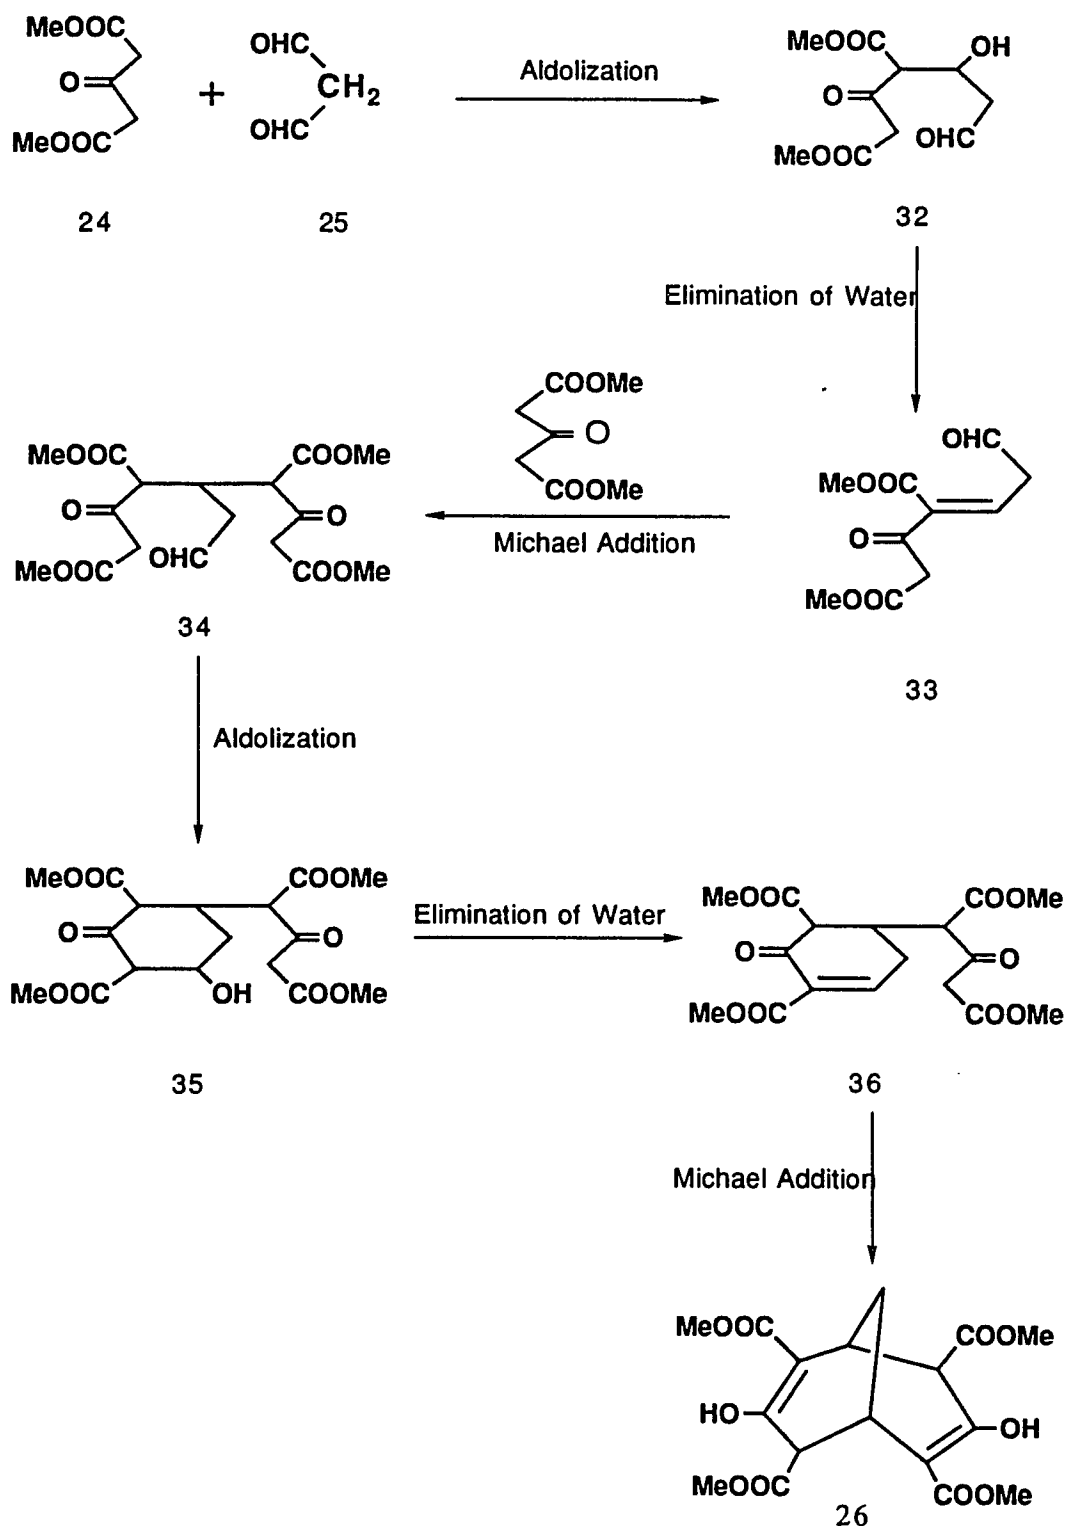 MeOOC
O
MeOOC
24
+
OHC
CH2
OHC
25
Aldolization
MeOOC
OH
O
OHC
MeOOC
32
Elimination of Water
OHC
MeOOC
O
MeOOC
33
COOMe
O
COOMe
Michael Addition
MeOOC
COOMe
O
O
OHC
MeOOC
COOMe
34
Aldolization
MeOOC
COOMe
O
O
MeOOC
OH
COOMe
35
Elimination of Water
MeOOC
COOMe
O
O
MeOOC
COOMe
36
Michael Addition
MeOOC
COOMe
HO
OH
MeOOC
COOMe
26